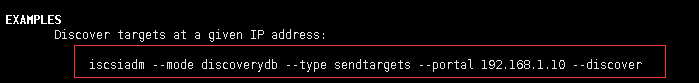 EXAMPLES
Discover targets at a given IP address:
iscsiadm --mode discoverydb --type sendtargets --portal 192.168.1.10 --discover